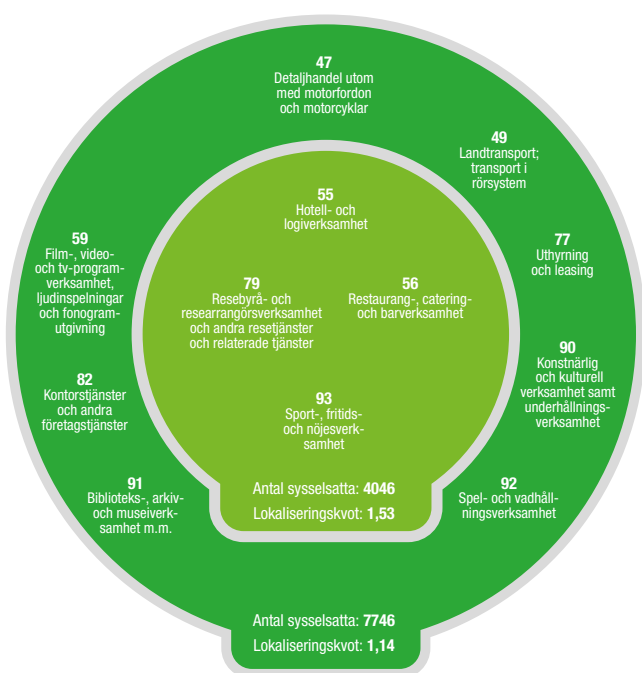 47
Detaljhandel utom
med motorfordon
och motorcyklar
49
Landtransport;
transport i
rörsystem
55
Hotell- och
logiverksamhet
59
Film-, video-
och tv-program-
verksamhet,
ljudinspelningar
och fonogram-
utgivning
77
Uthyrning
och leasing
79
Resebyrå- och
researrangörsverksamhet
och andra resetjänster
och relaterade tjänster
56
Restaurang-, catering-
och barverksamhet
90
Konstnärlig
och kulturell
verksamhet samt
underhållnings-
verksamhet
82
Kontorstjänster
och andra
företagstjänster
93
Sport-, fritids-
och nöjesverk-
samhet
91
Biblioteks-, arkiv-
och museiverk-
samhet m.m.
92
Spel- och vadhåll-
ningsverksamhet
Antal sysselsatta: 4046
Lokaliseringskvot: 1,53
Antal sysselsatta: 7746
Lokaliseringskvot: 1,14